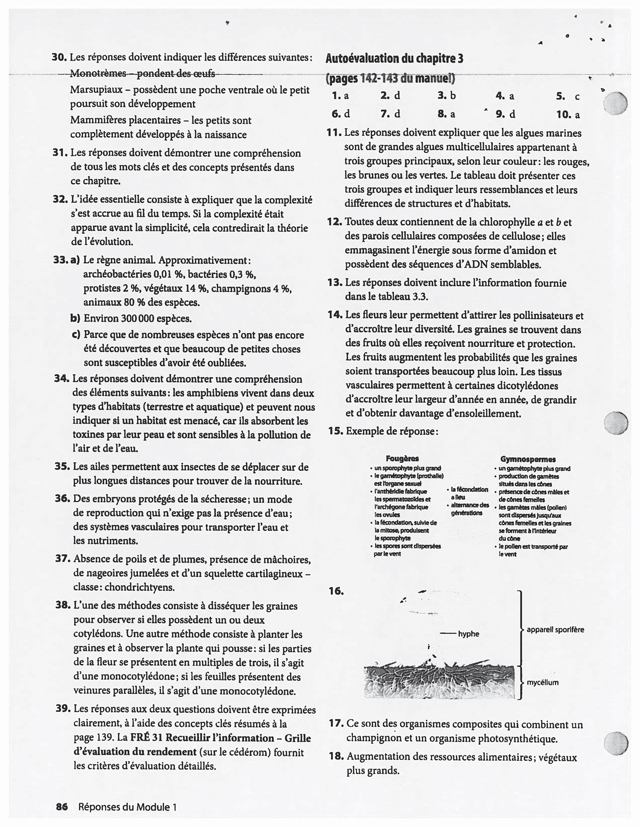 30. Les réponses doivent indiquer les différences suivantes :
Monotrèmes – pondent des œufs
Marsupiaux – possèdent une poche ventrale où le petit
poursuit son développement
Mammifères placentaires – les petits sont
complètement développés à la naissance
31. Les réponses doivent démontrer une compréhension
de tous les mots clés et des concepts présentés dans
ce chapitre.
32. L'idée essentielle consiste à expliquer que la complexité
s'est accrue au fil du temps. Si la complexité était
apparue avant la simplicité, cela contredirait la théorie
de l'évolution.
33. a) Le règne animal. Approximativement :
archéobactéries 0,01 %, bactéries 0,3 %,
protistes 2 %, végétaux 14 %, champignons 4 %,
animaux 80 % des espèces.
b) Environ 300 000 espèces.
c) Parce que de nombreuses espèces n'ont pas encore
été découvertes et que beaucoup de petites choses
sont susceptibles d'avoir été oubliées.
34. Les réponses doivent démontrer une compréhension
des éléments suivants : les amphibiens vivent dans deux
types d'habitats (terrestre et aquatique) et peuvent nous
indiquer si un habitat est menacé, car ils absorbent les
toxines par leur peau et sont sensibles à la pollution de
l'air et de l'eau.
35. Les ailes permettent aux insectes de se déplacer sur de
plus longues distances pour trouver de la nourriture.
36. Des embryons protégés de la sécheresse ; un mode
de reproduction qui n'exige pas la présence d'eau ;
des systèmes vasculaires pour transporter l'eau et
les nutriments.
37. Absence de poils et de plumes, présence de mâchoires,
de nageoires jumelées et d'un squelette cartilagineux –
classe : chondrichtyens.
38. L'une des méthodes consiste à disséquer les graines
pour observer si elles possèdent un ou deux
cotylédons. Une autre méthode consiste à planter les
graines et à observer la plante qui pousse : si les parties
de la fleur se présentent en multiples de trois, il s'agit
d'une monocotylédone ; si les feuilles présentent des
veinures parallèles, il s'agit d'une monocotylédone.
39. Les réponses aux deux questions doivent être exprimées
clairement, à l'aide des concepts clés résumés à la
page 139. La FRÉ 31 Recueillir l'information – Grille
d'évaluation du rendement (sur le cédérom) fournit
les critères d'évaluation détaillés.
Autoévaluation du chapitre 3
(pages 142-143 du manuel)
1. a 2. d 3. b 4. a 5. c
6. d 7. d 8. a 9. d 10. a
11. Les réponses doivent expliquer que les algues marines
sont de grandes algues multicellulaires appartenant à
trois groupes principaux, selon leur couleur : les rouges,
les brunes ou les vertes. Le tableau doit présenter ces
trois groupes et indiquer leurs ressemblances et leurs
différences de structures et d'habitats.
12. Toutes deux contiennent de la chlorophylle a et b et
des parois cellulaires composées de cellulose ; elles
emmagasinent l'énergie sous forme d'amidon et
possèdent des séquences d'ADN semblables.
13. Les réponses doivent inclure l'information fournie
dans le tableau 3.3.
14. Les fleurs leur permettent d'attirer les pollinisateurs et
d'accroître leur diversité. Les graines se trouvent dans
des fruits où elles reçoivent nourriture et protection.
Les fruits augmentent les probabilités que les graines
soient transportées beaucoup plus loin. Les tissus
vasculaires permettent à certaines dicotylédones
d'accroître leur largeur d'année en année, de grandir
et d'obtenir davantage d'ensoleillement.
15. Exemple de réponse :
Fougères
• un sporophyte plus grand
• le gamétophyte (prothalle)
est l'organe sexuel
• l'anthéridie fabrique
les spermatozoïdes et
l'archégone fabrique
les ovules
• la fécondation, suivie de
la mitose, produisent
le sporophyte
• les spores sont dispersées
par le vent
• la fécondation
a lieu
• alternance des
générations
Gymnospermes
• un gamétophyte plus grand
• production de gamètes
situés dans les cônes
• présence de cônes mâles et
de cônes femelles
• les gamètes mâles (pollen)
sont dispersés jusqu'aux
cônes femelles et les graines
se forment à l'intérieur
du cône
• le pollen est transporté par
le vent
16.
hyphe
appareil sporifère
mycélium
17. Ce sont des organismes composites qui combinent un
champignon et un organisme photosynthétique.
18. Augmentation des ressources alimentaires ; végétaux
plus grands.
86 Réponses du Module 1